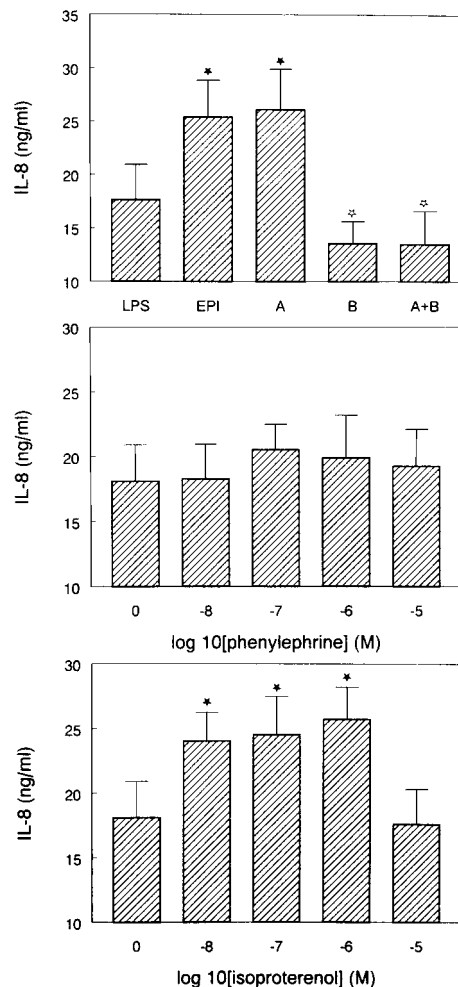 35
30
25
20
15
10
IL-8 (ng/ml)
LPS EPI A B A+B
30
25
20
15
10
IL-8 (ng/ml)
0 -8 -7 -6 -5
log 10[phenylephrine] (M)
30
25
20
15
10
IL-8 (ng/ml)
0 -8 -7 -6 -5
log 10[isoproterenol] (M)